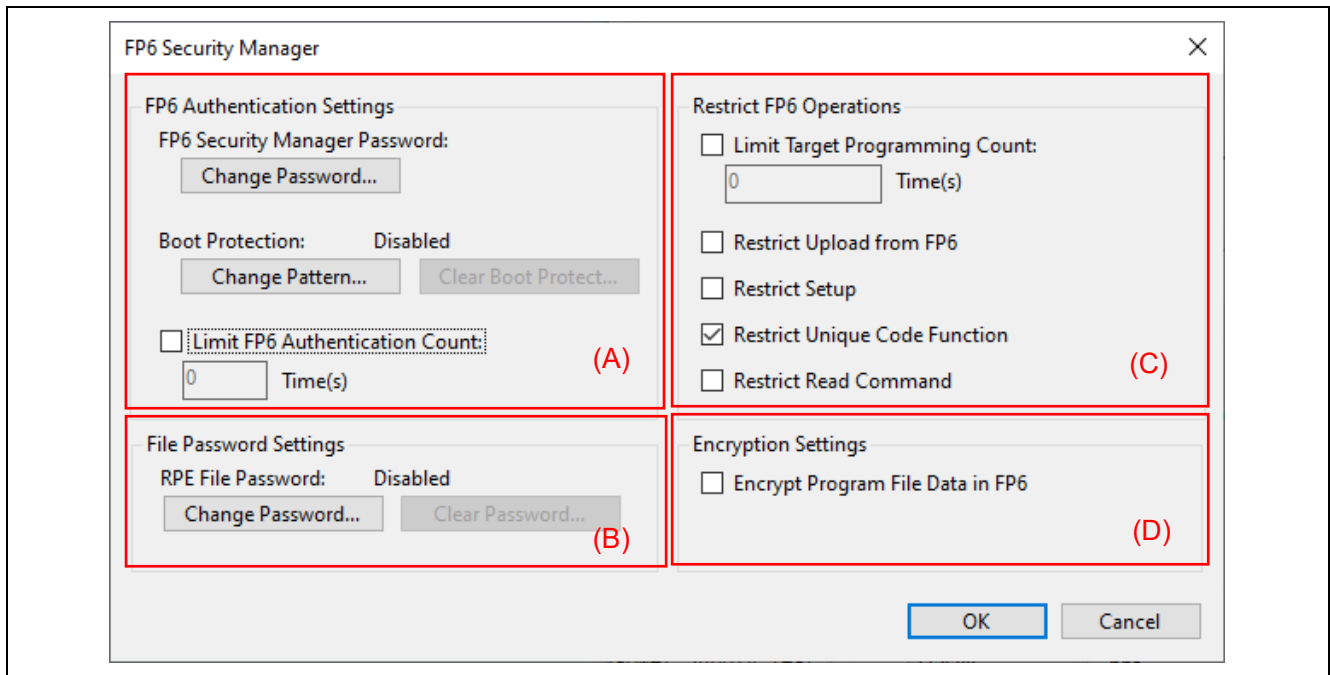 FP6 Security Manager
FP6 Authentication Settings
FP6 Security Manager Password:
Change Password...
Boot Protection: Disabled
Change Pattern... Clear Boot Protect...
Limit FP6 Authentication Count:
0 Time(s)
(A)
File Password Settings
RPE File Password: Disabled
Change Password... Clear Password...
(B)
Restrict FP6 Operations
Limit Target Programming Count:
0 Time(s)
Restrict Upload from FP6
Restrict Setup
Restrict Unique Code Function
Restrict Read Command
(C)
Encryption Settings
Encrypt Program File Data in FP6
(D)
OK Cancel